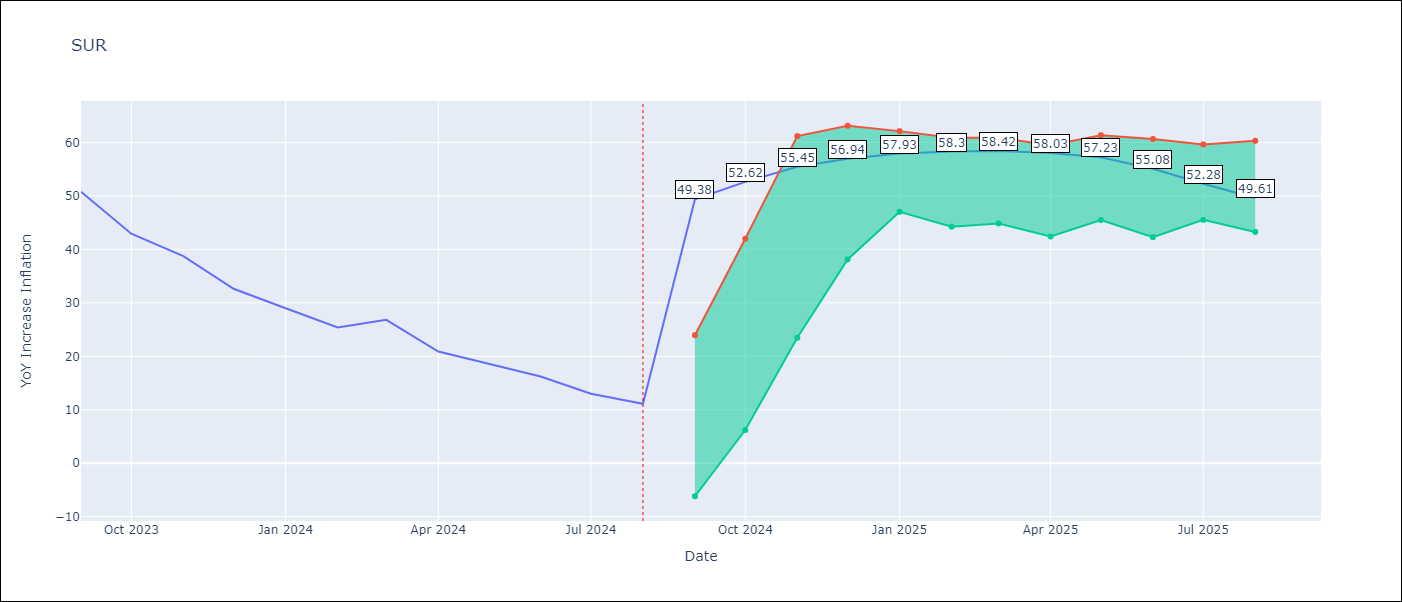 SUR
YoY Increase Inflation
60
50
40
30
20
10
0
−10
49.38
52.62
55.45
56.94
57.93
58.3
58.42
58.03
57.23
55.08
52.28
49.61
Oct 2023
Jan 2024
Apr 2024
Jul 2024
Oct 2024
Jan 2025
Apr 2025
Jul 2025
Date